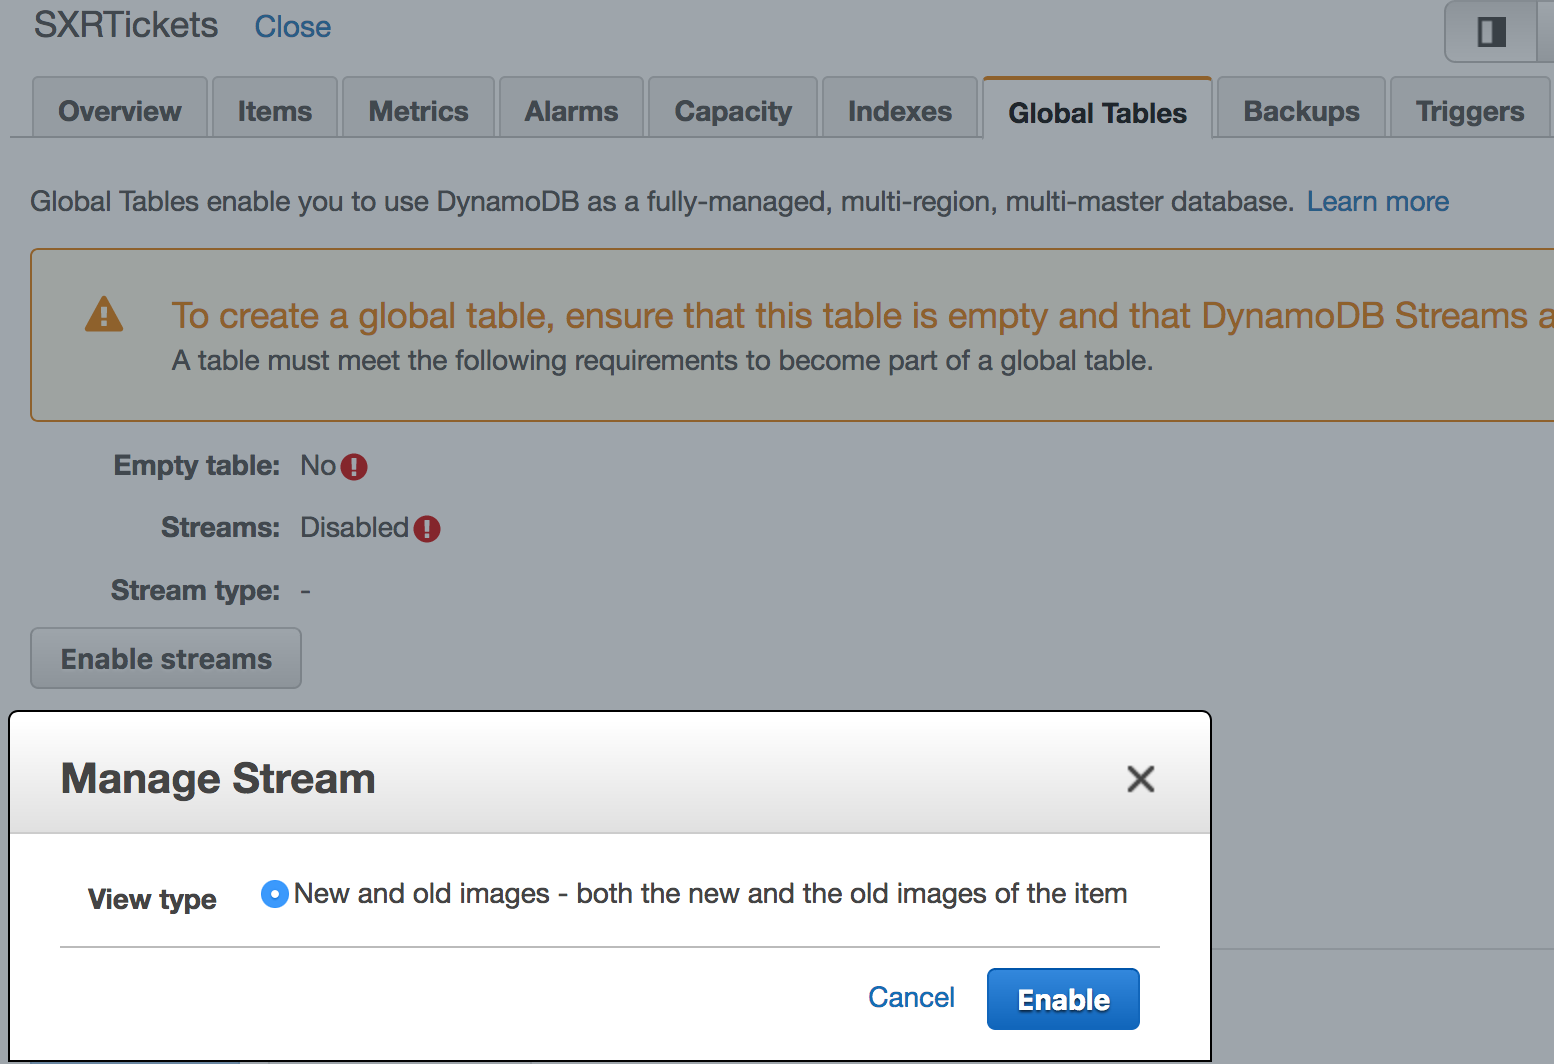 SXRTickets Close
Overview Items Metrics Alarms Capacity Indexes Global Tables Backups Triggers
Global Tables enable you to use DynamoDB as a fully-managed, multi-region, multi-master database. Learn more
To create a global table, ensure that this table is empty and that DynamoDB Streams a
A table must meet the following requirements to become part of a global table.
Empty table: No
Streams: Disabled
Stream type: -
Enable streams
Manage Stream
View type New and old images - both the new and the old images of the item
Cancel Enable